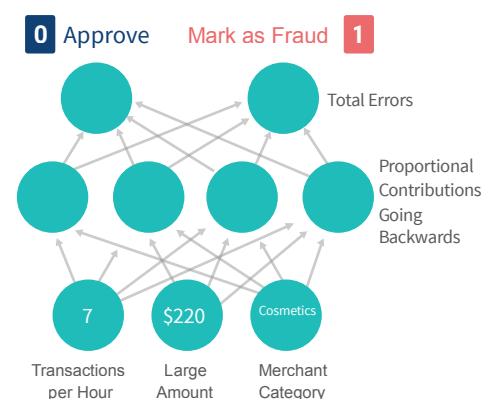 0 Approve Mark as Fraud 1
Total Errors
Proportional
Contributions
Going
Backwards
7 $220 Cosmetics
Transactions
per Hour
Large
Amount
Merchant
Category